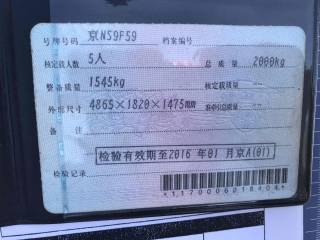 号牌号码 京NS9F59 档案编号
核定载人数 5人 总质量 2000kg
整备质量 1545kg 核定载质量 --
外廓尺寸 4865×1820×1475mm 准牵引总质量 --
备注
检验有效期至2016年01月京A(01)
检验记录
*1170006018404*